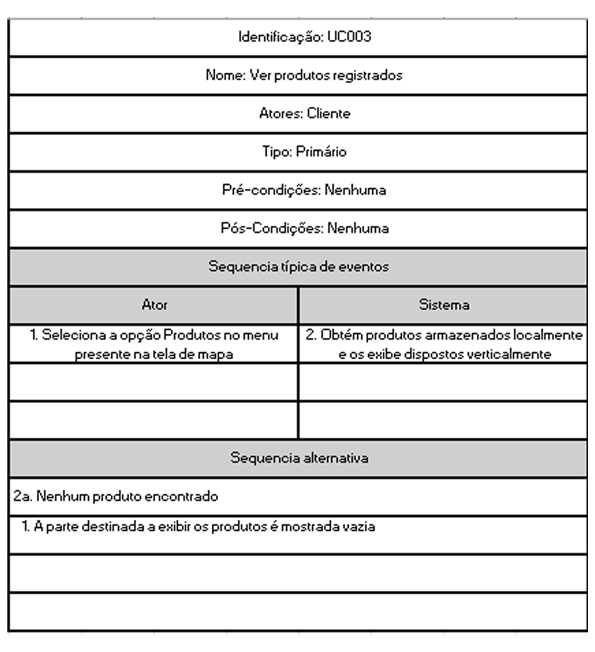 Identificação: UC003
Nome: Ver produtos registrados
Atores: Cliente
Tipo: Primário
Pré-condições: Nenhuma
Pós-Condições: Nenhuma
Sequencia típica de eventos
Ator
Sistema
1. Seleciona a opção Produtos no menu
presente na tela de mapa
2. Obtém produtos armazenados localmente
e os exibe dispostos verticalmente
Sequencia alternativa
2a. Nenhum produto encontrado
1. A parte destinada a exibir os produtos é mostrada vazia